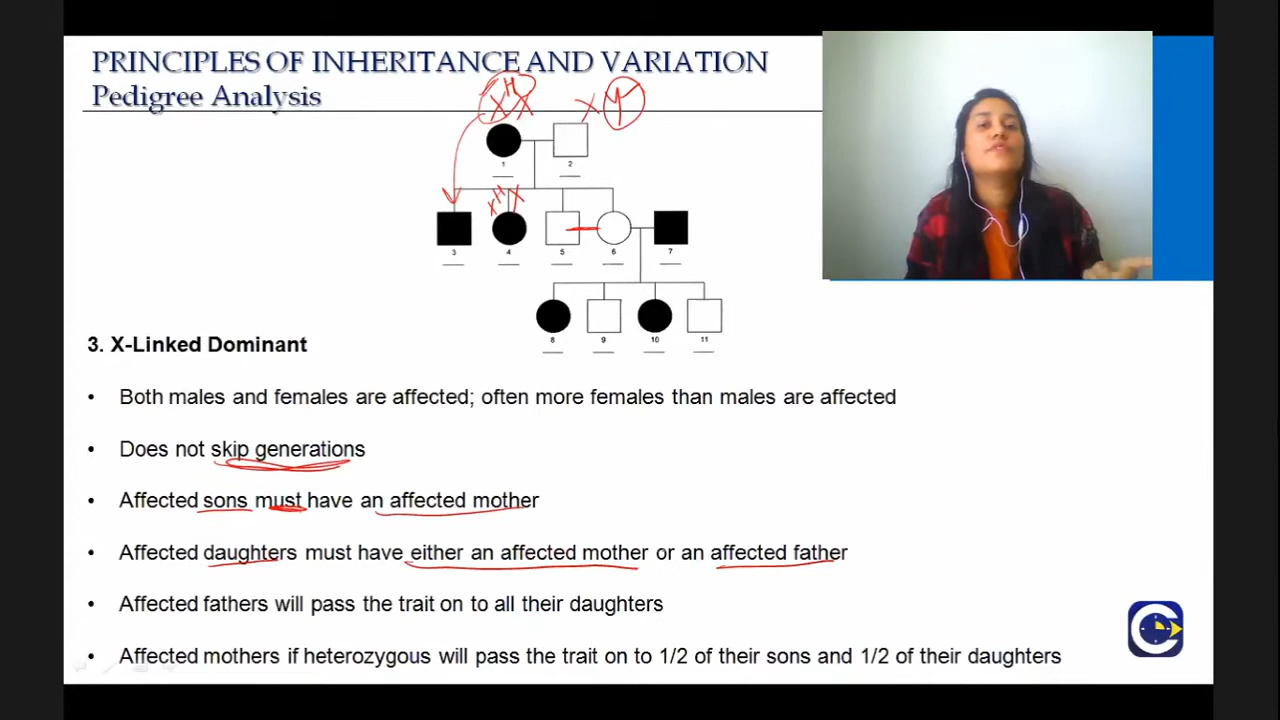 PRINCIPLES OF INHERITANCE AND VARIATION
Pedigree Analysis
X^H X
X Y
1
2
X^H X
3
4
5
6
7
8
9
10
11
3. X-Linked Dominant
• Both males and females are affected; often more females than males are affected
• Does not skip generations
• Affected sons must have an affected mother
• Affected daughters must have either an affected mother or an affected father
• Affected fathers will pass the trait on to all their daughters
• Affected mothers if heterozygous will pass the trait on to 1/2 of their sons and 1/2 of their daughters